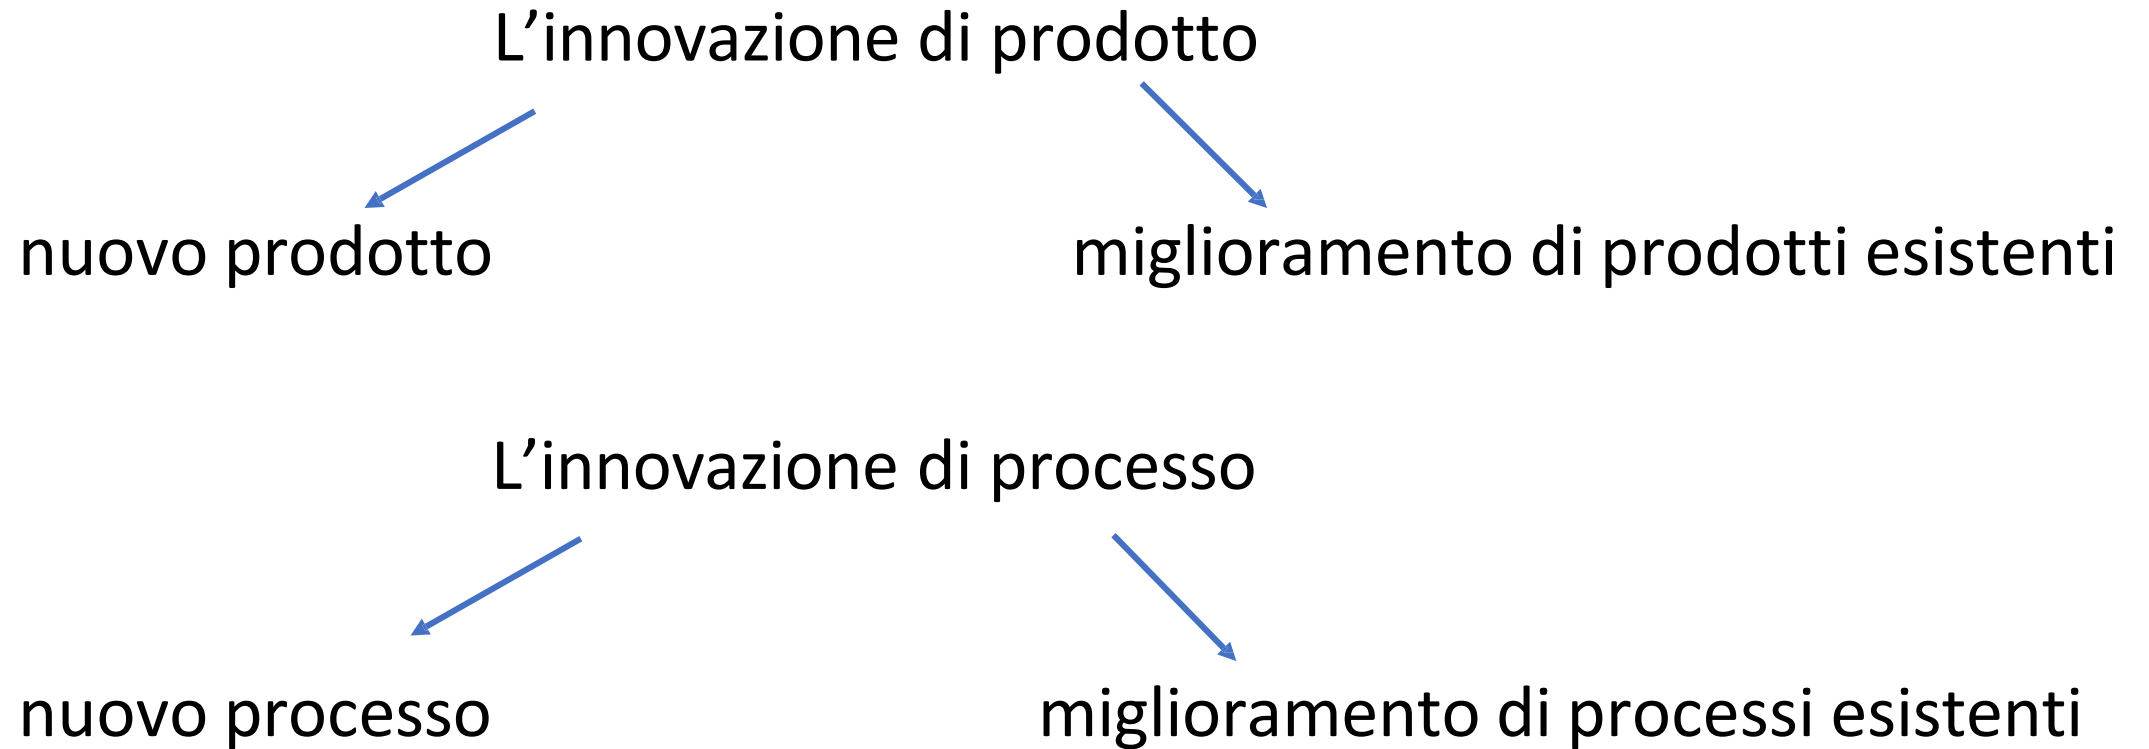 L’innovazione di prodotto
nuovo prodotto
miglioramento di prodotti esistenti
L’innovazione di processo
nuovo processo
miglioramento di processi esistenti